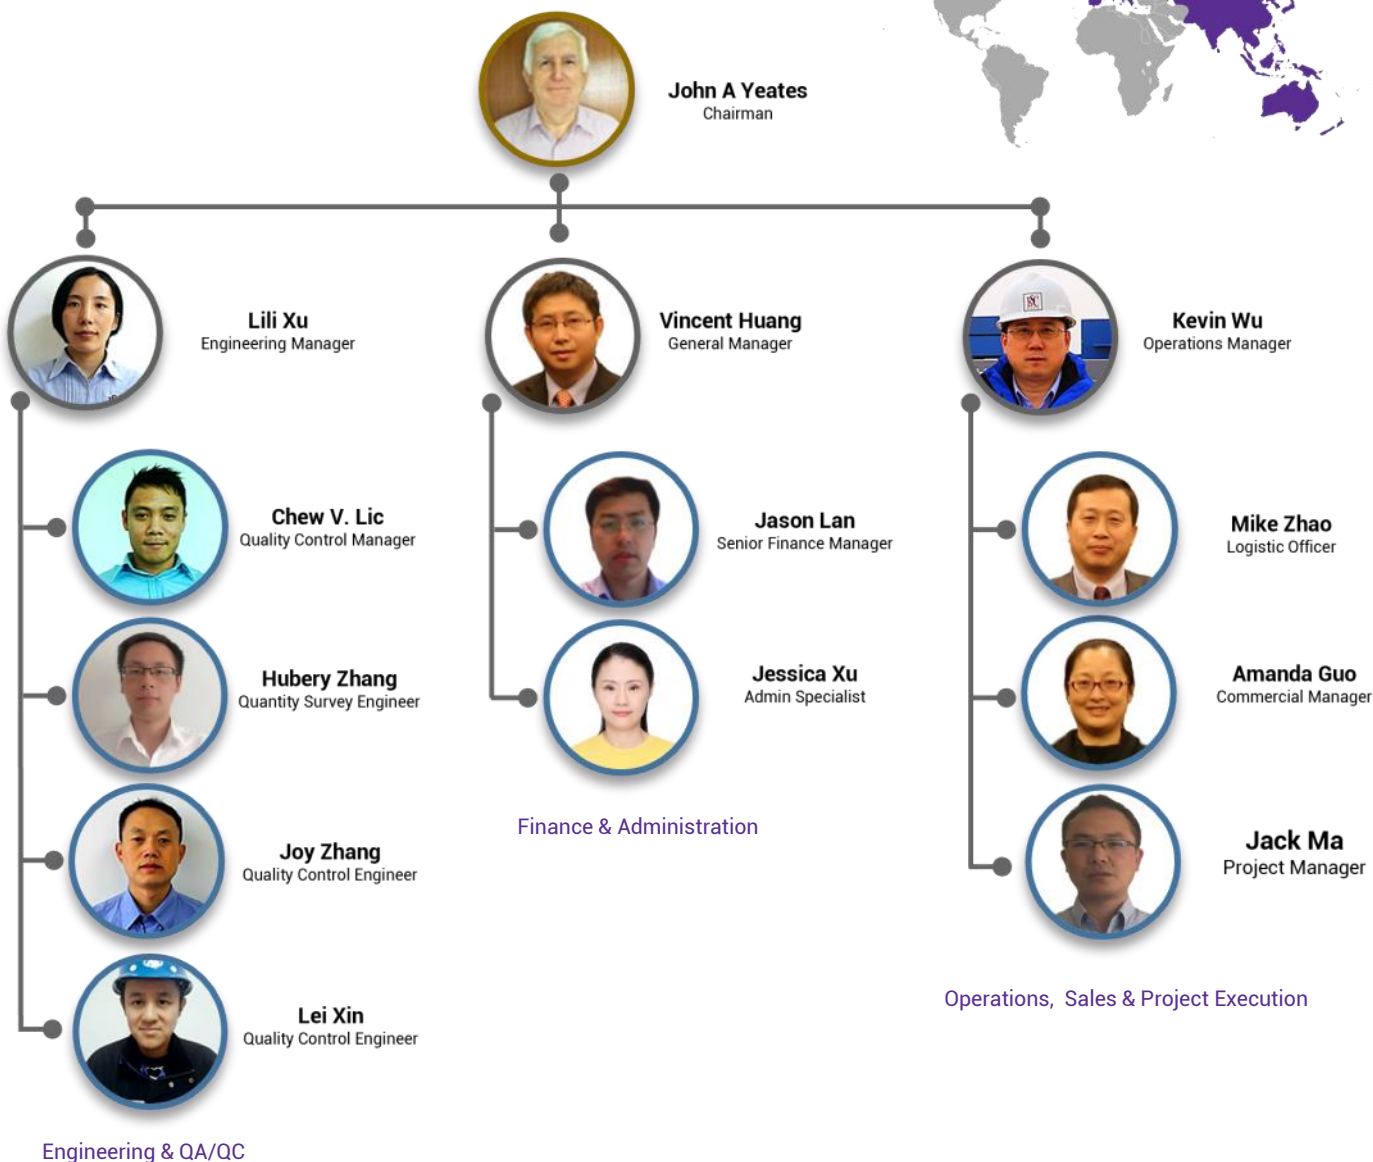 John A Yeates
Chairman
Lili Xu
Engineering Manager
Vincent Huang
General Manager
Kevin Wu
Operations Manager
Chew V. Lic
Quality Control Manager
Hubery Zhang
Quantity Survey Engineer
Joy Zhang
Quality Control Engineer
Lei Xin
Quality Control Engineer
Engineering & QA/QC
Jason Lan
Senior Finance Manager
Jessica Xu
Admin Specialist
Finance & Administration
Mike Zhao
Logistic Officer
Amanda Guo
Commercial Manager
Jack Ma
Project Manager
Operations, Sales & Project Execution